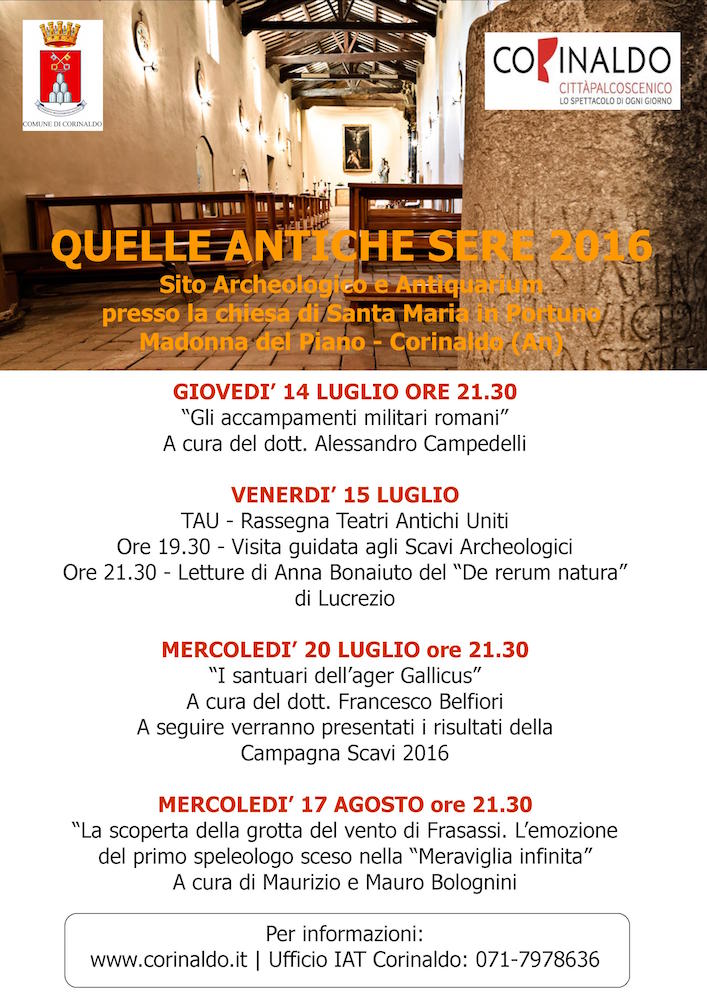 COMUNE DI CORINALDO
CORINALDO
CITTÀPALCOSCENICO
LO SPETTACOLO DI OGNI GIORNO
QUELLE ANTICHE SERE 2016
Sito Archeologico e Antiquarium
presso la chiesa di Santa Maria in Portuno
Madonna del Piano - Corinaldo (An)
GIOVEDI’ 14 LUGLIO ORE 21.30
“Gli accampamenti militari romani”
A cura del dott. Alessandro Campedelli
VENERDI’ 15 LUGLIO
TAU - Rassegna Teatri Antichi Uniti
Ore 19.30 - Visita guidata agli Scavi Archeologici
Ore 21.30 - Letture di Anna Bonaiuto del “De rerum natura”
di Lucrezio
MERCOLEDI’ 20 LUGLIO ore 21.30
“I santuari dell’ager Gallicus”
A cura del dott. Francesco Belfiori
A seguire verranno presentati i risultati della
Campagna Scavi 2016
MERCOLEDI’ 17 AGOSTO ore 21.30
“La scoperta della grotta del vento di Frasassi. L’emozione
del primo speleologo sceso nella “Meraviglia infinita”
A cura di Maurizio e Mauro Bolognini
Per informazioni:
www.corinaldo.it | Ufficio IAT Corinaldo: 071-7978636